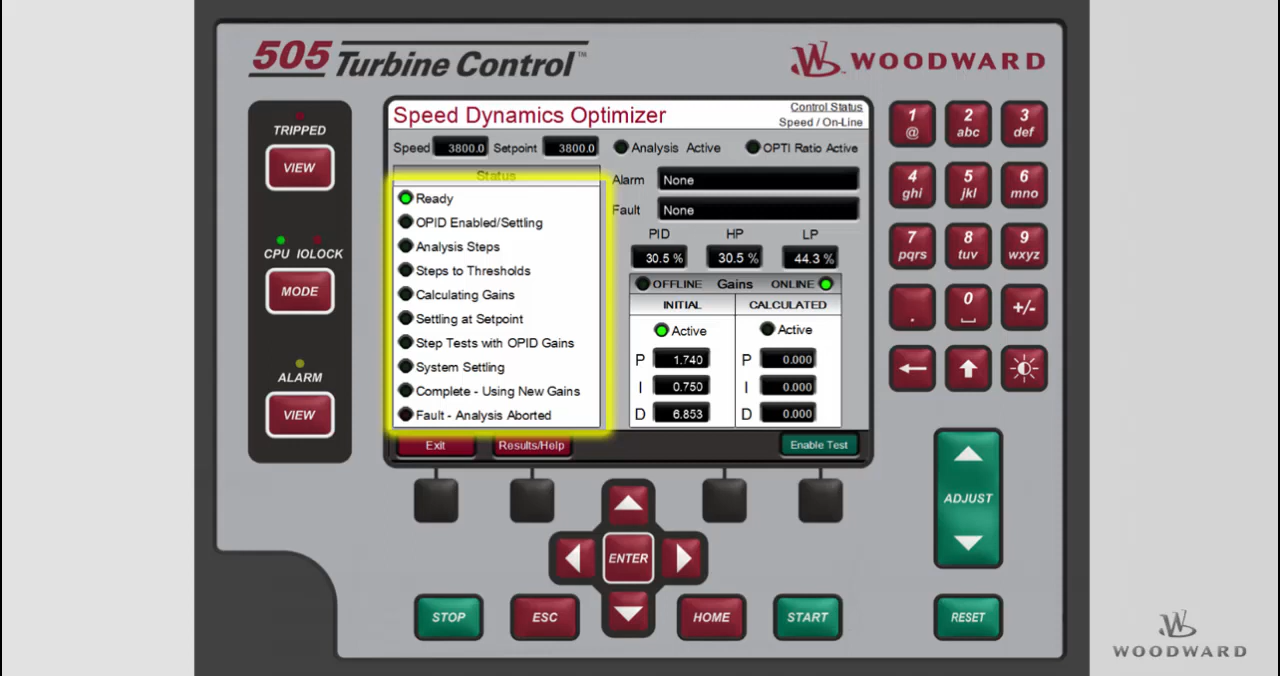 505 Turbine Control™
WOODWARD
TRIPPED
VIEW
CPU IOLOCK
MODE
ALARM
VIEW
Speed Dynamics Optimizer
Control Status
Speed / On-Line
Speed 3800.0 Setpoint 3800.0 Analysis Active OPTI Ratio Active
Status
Ready
OPID Enabled/Settling
Analysis Steps
Steps to Thresholds
Calculating Gains
Settling at Setpoint
Step Tests with OPID Gains
System Settling
Complete - Using New Gains
Fault - Analysis Aborted
Alarm None
Fault None
PID HP LP
30.5 % 30.5 % 44.3 %
OFFLINE Gains ONLINE
INITIAL CALCULATED
Active Active
P 1.740 P 0.000
I 0.750 I 0.000
D 6.853 D 0.000
Exit Results/Help Enable Test
1 2 3
@ abc def
4 5 6
ghi jkl mno
7 8 9
pqrs tuv wxyz
. 0 +/-
ADJUST
ENTER
STOP ESC HOME START RESET
WOODWARD